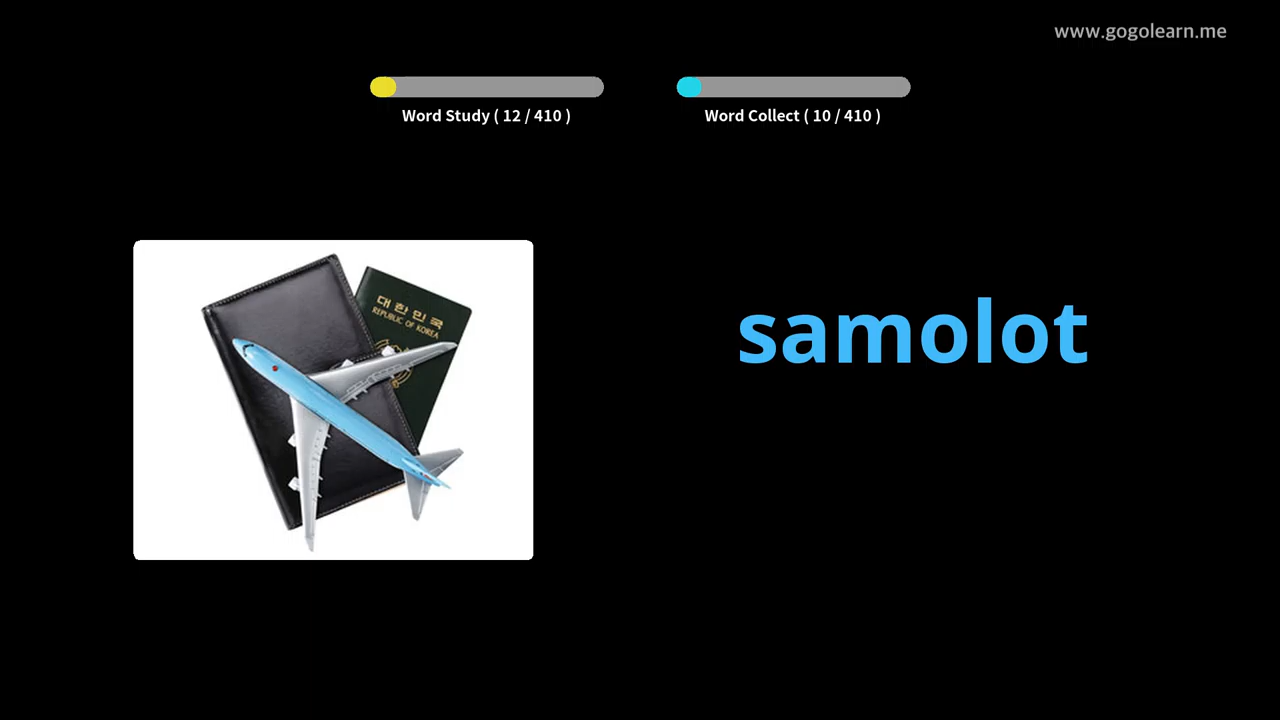 www.gogolearn.me
Word Study ( 12 / 410 )
Word Collect ( 10 / 410 )
대한민국
REPUBLIC OF KOREA
samolot